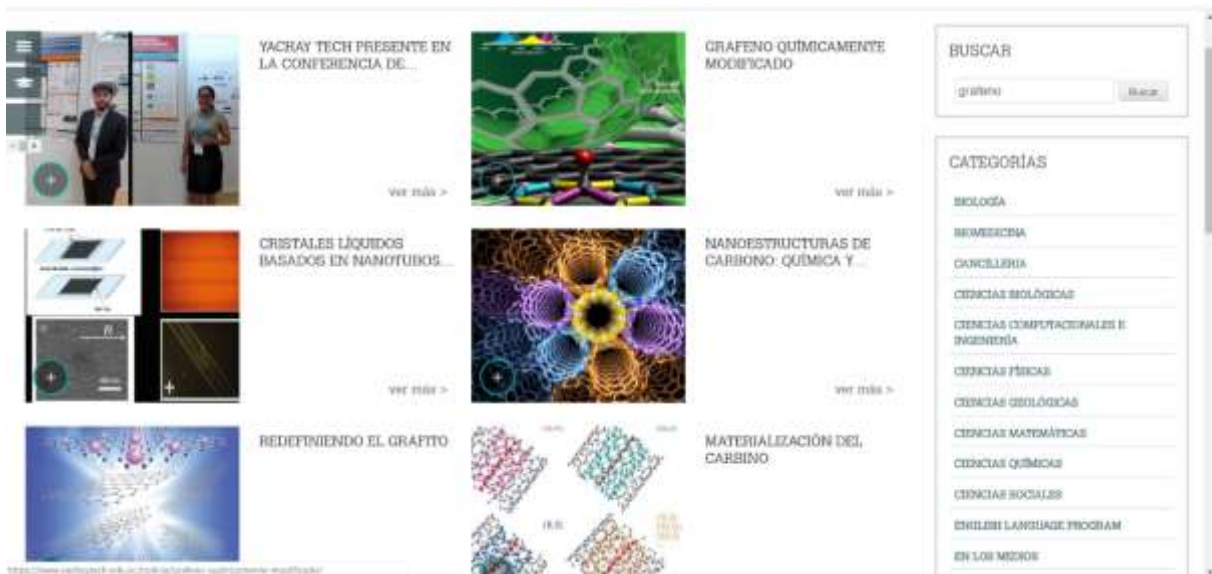 YACHAY TECH PRESENTE EN
LA CONFERENCIA DE...
ver más >
GRAFENO QUÍMICAMENTE
MODIFICADO
ver más >
CRISTALES LÍQUIDOS
BASADOS EN NANOTUBOS...
ver más >
NANOESTRUCTURAS DE
CARBONO: QUÍMICA Y...
ver más >
REDEFINIENDO EL GRAFITO
MATERIALIZACIÓN DEL
CARBINO
BUSCAR
grafeno
Buscar
CATEGORÍAS
BIOLOGÍA
BIOMEDICINA
CANCILLERIA
CIENCIAS BIOLÓGICAS
CIENCIAS COMPUTACIONALES E
INGENIERÍA
CIENCIAS FÍSICAS
CIENCIAS GEOLÓGICAS
CIENCIAS MATEMÁTICAS
CIENCIAS QUÍMICAS
CIENCIAS SOCIALES
ENGLISH LANGUAGE PROGRAM
EN LOS MEDIOS